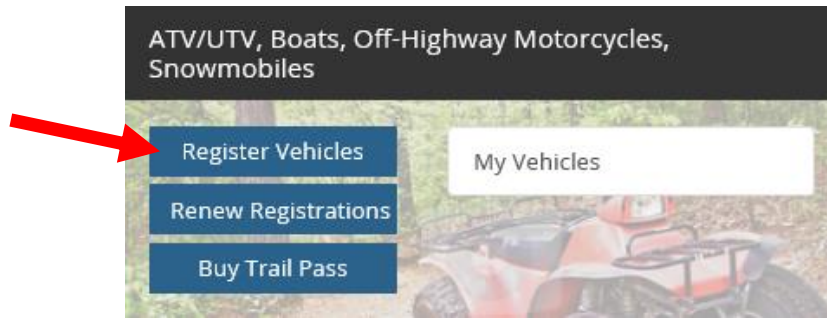 ATV/UTV, Boats, Off-Highway Motorcycles,
Snowmobiles
Register Vehicles
My Vehicles
Renew Registrations
Buy Trail Pass